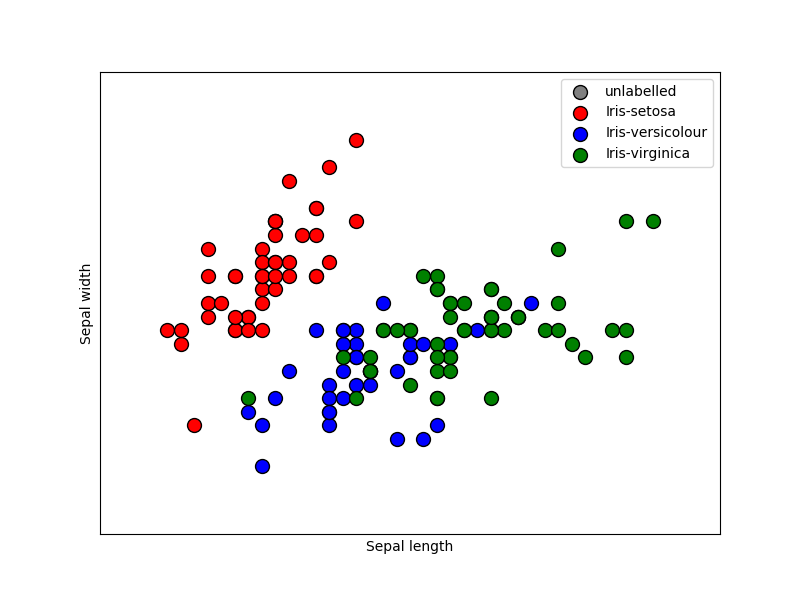 unlabelled
Iris-setosa
Iris-versicolour
Iris-virginica
Sepal width
Sepal length